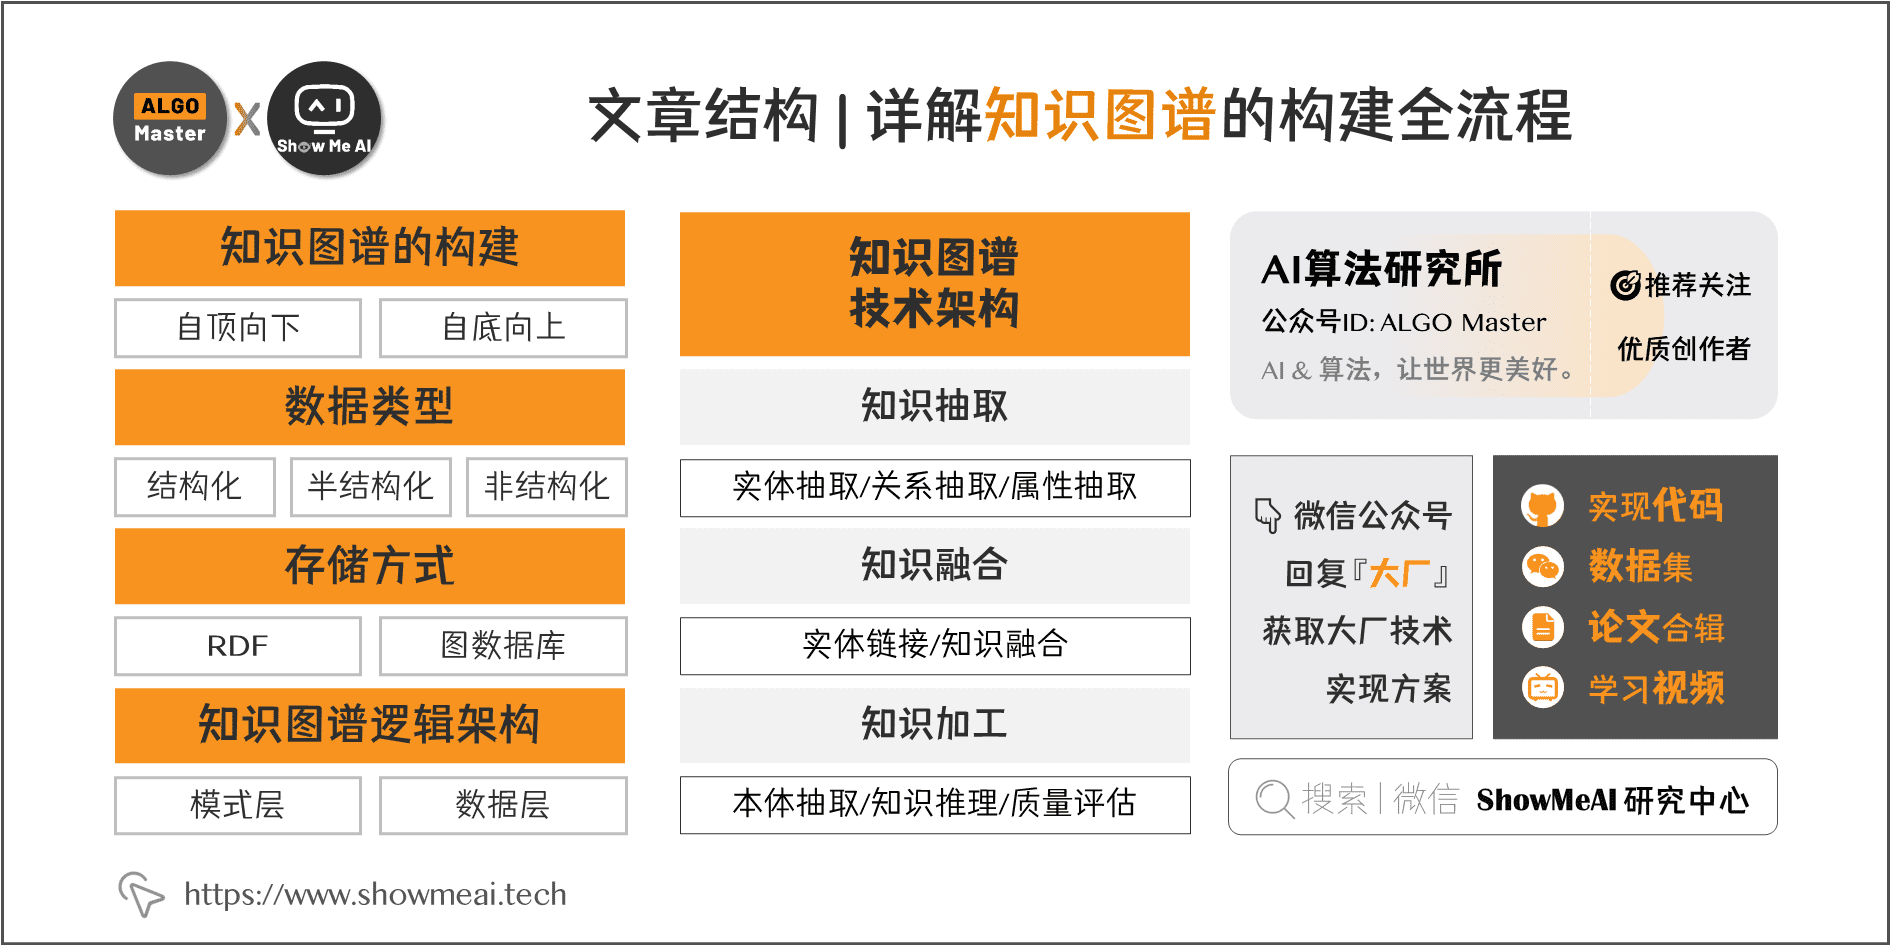 ALGO
Master
X
AI
Show Me AI
文章结构 | 详解知识图谱的构建全流程
知识图谱的构建
自顶向下
自底向上
数据类型
结构化
半结构化
非结构化
存储方式
RDF
图数据库
知识图谱逻辑架构
模式层
数据层
知识图谱
技术架构
知识抽取
实体抽取/关系抽取/属性抽取
知识融合
实体链接/知识融合
知识加工
本体抽取/知识推理/质量评估
AI算法研究所
公众号ID: ALGO Master
AI & 算法，让世界更美好。
推荐关注
优质创作者
微信公众号
回复『大厂』
获取大厂技术
实现方案
实现代码
数据集
论文合辑
学习视频
搜索 | 微信 ShowMeAI 研究中心
https://www.showmeai.tech